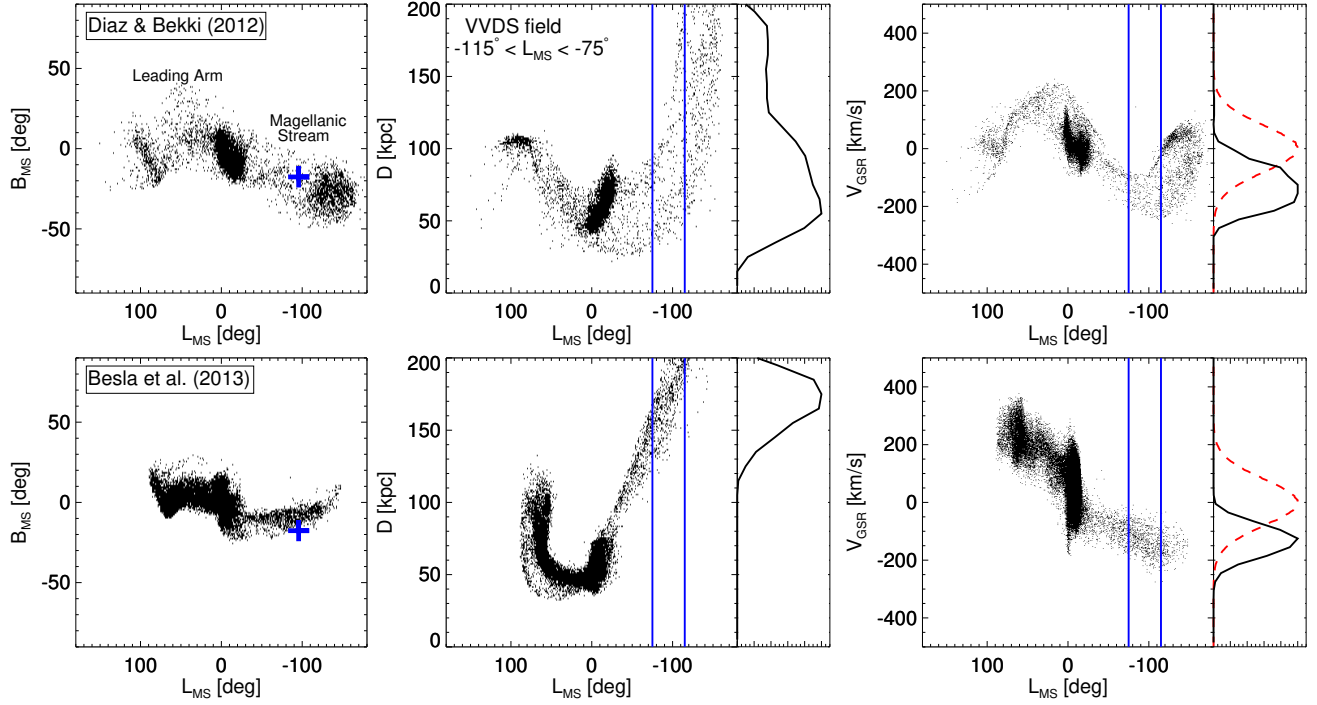 Diaz & Bekki (2012)
Leading Arm
Magellanic
Stream
50
0
-50
B_MS [deg]
100 0 -100
L_MS [deg]
VVDS field
-115° < L_MS < -75°
200
150
100
50
0
D [kpc]
100 0 -100
L_MS [deg]
400
200
0
-200
-400
V_GSR [km/s]
100 0 -100
L_MS [deg]
Besla et al. (2013)
50
0
-50
B_MS [deg]
100 0 -100
L_MS [deg]
200
150
100
50
0
D [kpc]
100 0 -100
L_MS [deg]
400
200
0
-200
-400
V_GSR [km/s]
100 0 -100
L_MS [deg]